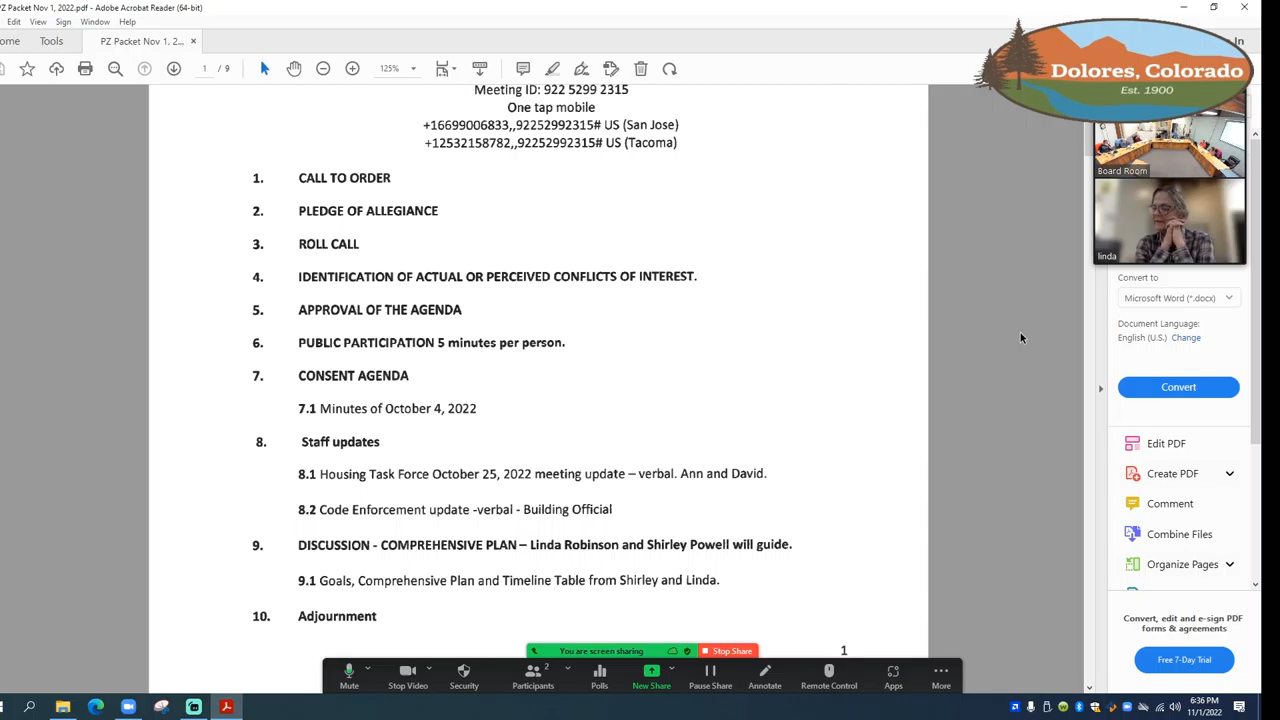 PZ Packet Nov 1, 2022.pdf - Adobe Acrobat Reader (64-bit)
Edit View Sign Window Help
ome Tools PZ Packet Nov 1, 2... × In
1 / 9 125%
Dolores, Colorado
Est. 1900
Meeting ID: 922 5299 2315
One tap mobile
+16699006833,,92252992315# US (San Jose)
+12532158782,,92252992315# US (Tacoma)
1. CALL TO ORDER
2. PLEDGE OF ALLEGIANCE
3. ROLL CALL
4. IDENTIFICATION OF ACTUAL OR PERCEIVED CONFLICTS OF INTEREST.
5. APPROVAL OF THE AGENDA
6. PUBLIC PARTICIPATION 5 minutes per person.
7. CONSENT AGENDA
7.1 Minutes of October 4, 2022
8. Staff updates
8.1 Housing Task Force October 25, 2022 meeting update – verbal. Ann and David.
8.2 Code Enforcement update -verbal - Building Official
9. DISCUSSION - COMPREHENSIVE PLAN – Linda Robinson and Shirley Powell will guide.
9.1 Goals, Comprehensive Plan and Timeline Table from Shirley and Linda.
10. Adjournment
1
Board Room
linda
Convert to
Microsoft Word (*.docx)
Document Language:
English (U.S.) Change
Convert
Edit PDF
Create PDF
Comment
Combine Files
Organize Pages
Convert, edit and e-sign PDF
forms & agreements
Free 7-Day Trial
You are screen sharing Stop Share
2
Mute Stop Video Security Participants Polls New Share Pause Share Annotate Remote Control Apps More
6:36 PM
11/1/2022